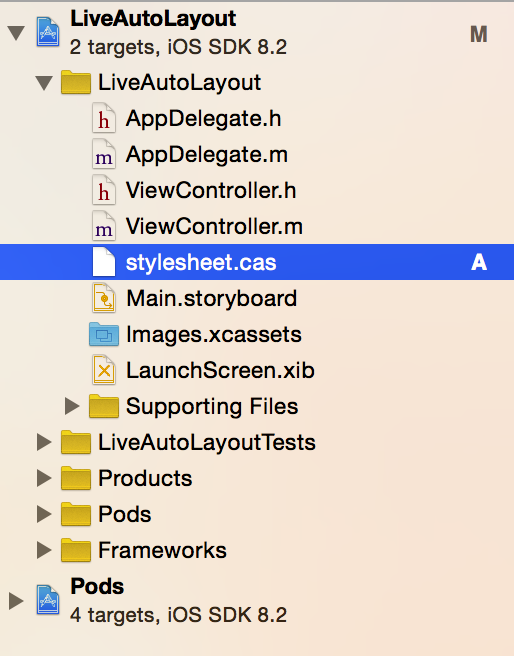 LiveAutoLayout
2 targets, iOS SDK 8.2
M
LiveAutoLayout
h AppDelegate.h
m AppDelegate.m
h ViewController.h
m ViewController.m
stylesheet.cas A
Main.storyboard
Images.xcassets
LaunchScreen.xib
Supporting Files
LiveAutoLayoutTests
Products
Pods
Frameworks
Pods
4 targets, iOS SDK 8.2